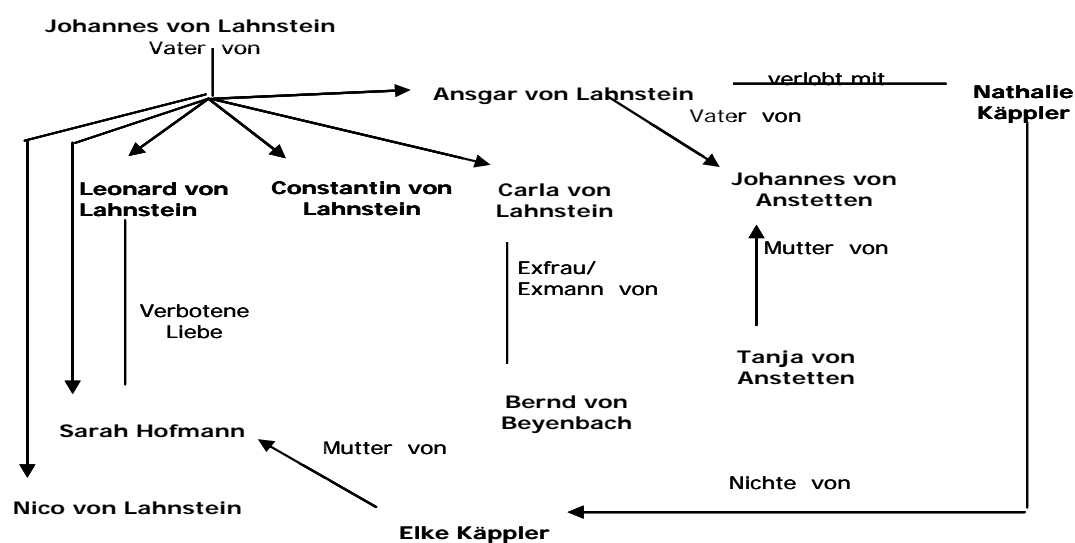 Johannes von Lahnstein
Vater von
Ansgar von Lahnstein
verlobt mit
Nathalie
Käppler
Vater von
Leonard von
Lahnstein
Constantin von
Lahnstein
Carla von
Lahnstein
Johannes von
Anstetten
Mutter von
Exfrau/
Exmann von
Verbotene
Liebe
Tanja von
Anstetten
Bernd von
Beyenbach
Sarah Hofmann
Mutter von
Nichte von
Nico von Lahnstein
Elke Käppler